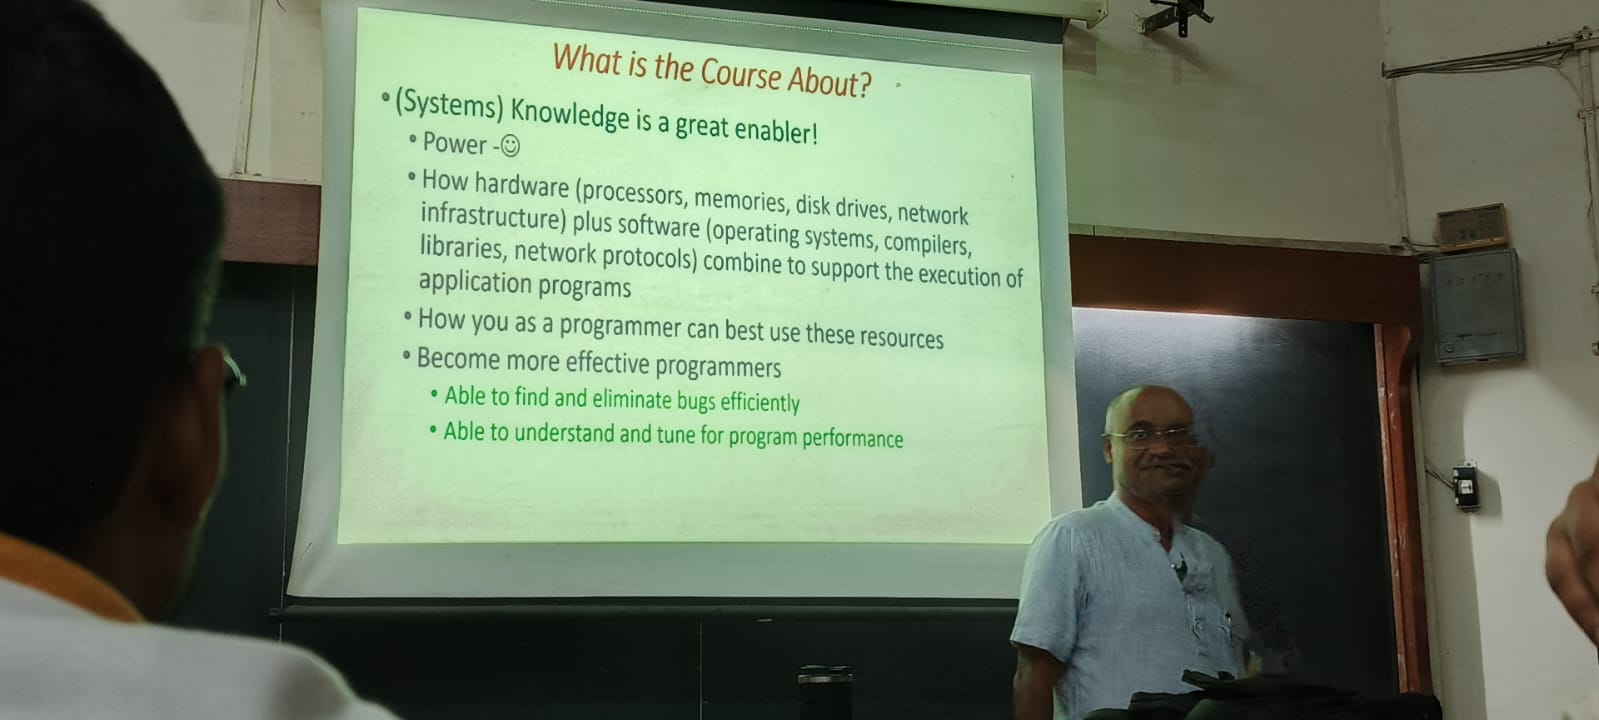 What is the Course About?
• (Systems) Knowledge is a great enabler!
• Power -☺
• How hardware (processors, memories, disk drives, network
infrastructure) plus software (operating systems, compilers,
libraries, network protocols) combine to support the execution of
application programs
• How you as a programmer can best use these resources
• Become more effective programmers
• Able to find and eliminate bugs efficiently
• Able to understand and tune for program performance